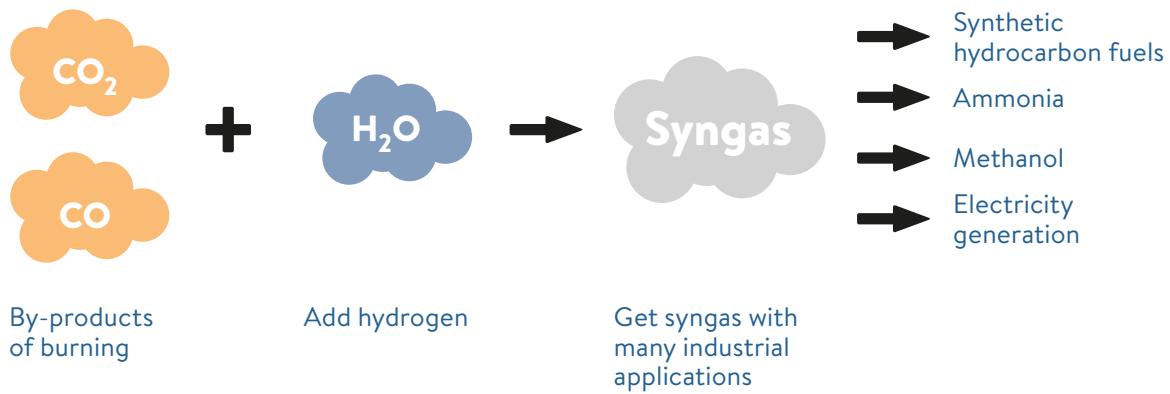 CO₂
CO
H₂O
Syngas
Synthetic
hydrocarbon fuels
Ammonia
Methanol
Electricity
generation
By-products
of burning
Add hydrogen
Get syngas with
many industrial
applications